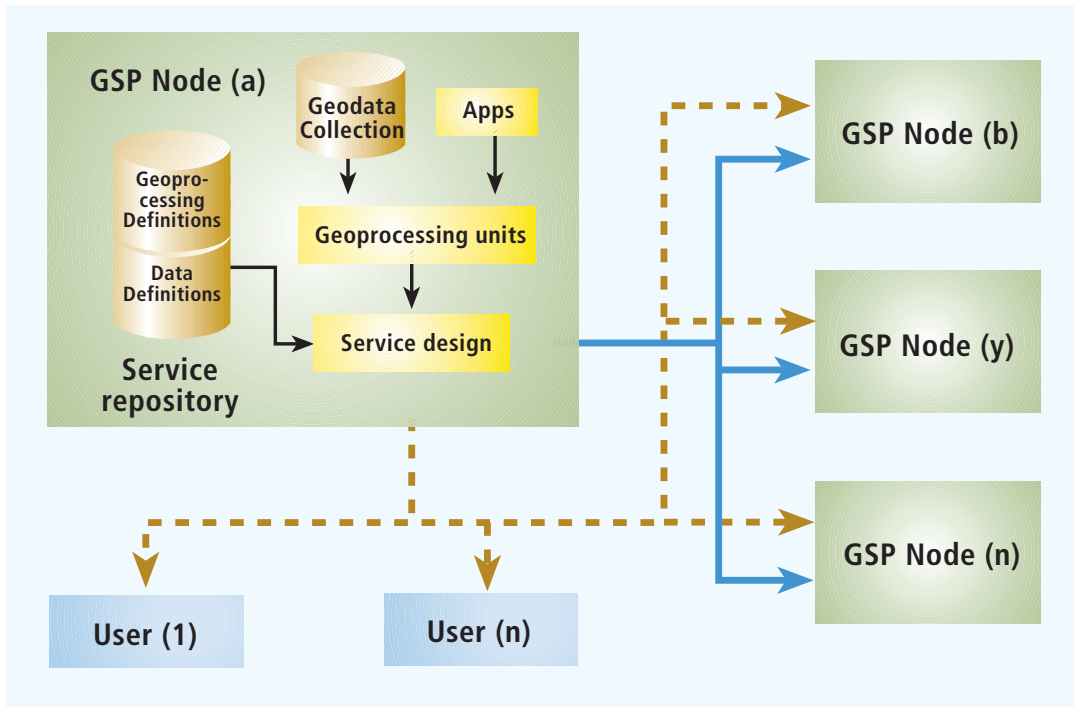 GSP Node (a)
Geodata
Collection
Apps
Geopro-
cessing
Definitions
Data
Definitions
Geoprocessing units
Service design
Service
repository
GSP Node (b)
GSP Node (y)
GSP Node (n)
User (1)
User (n)